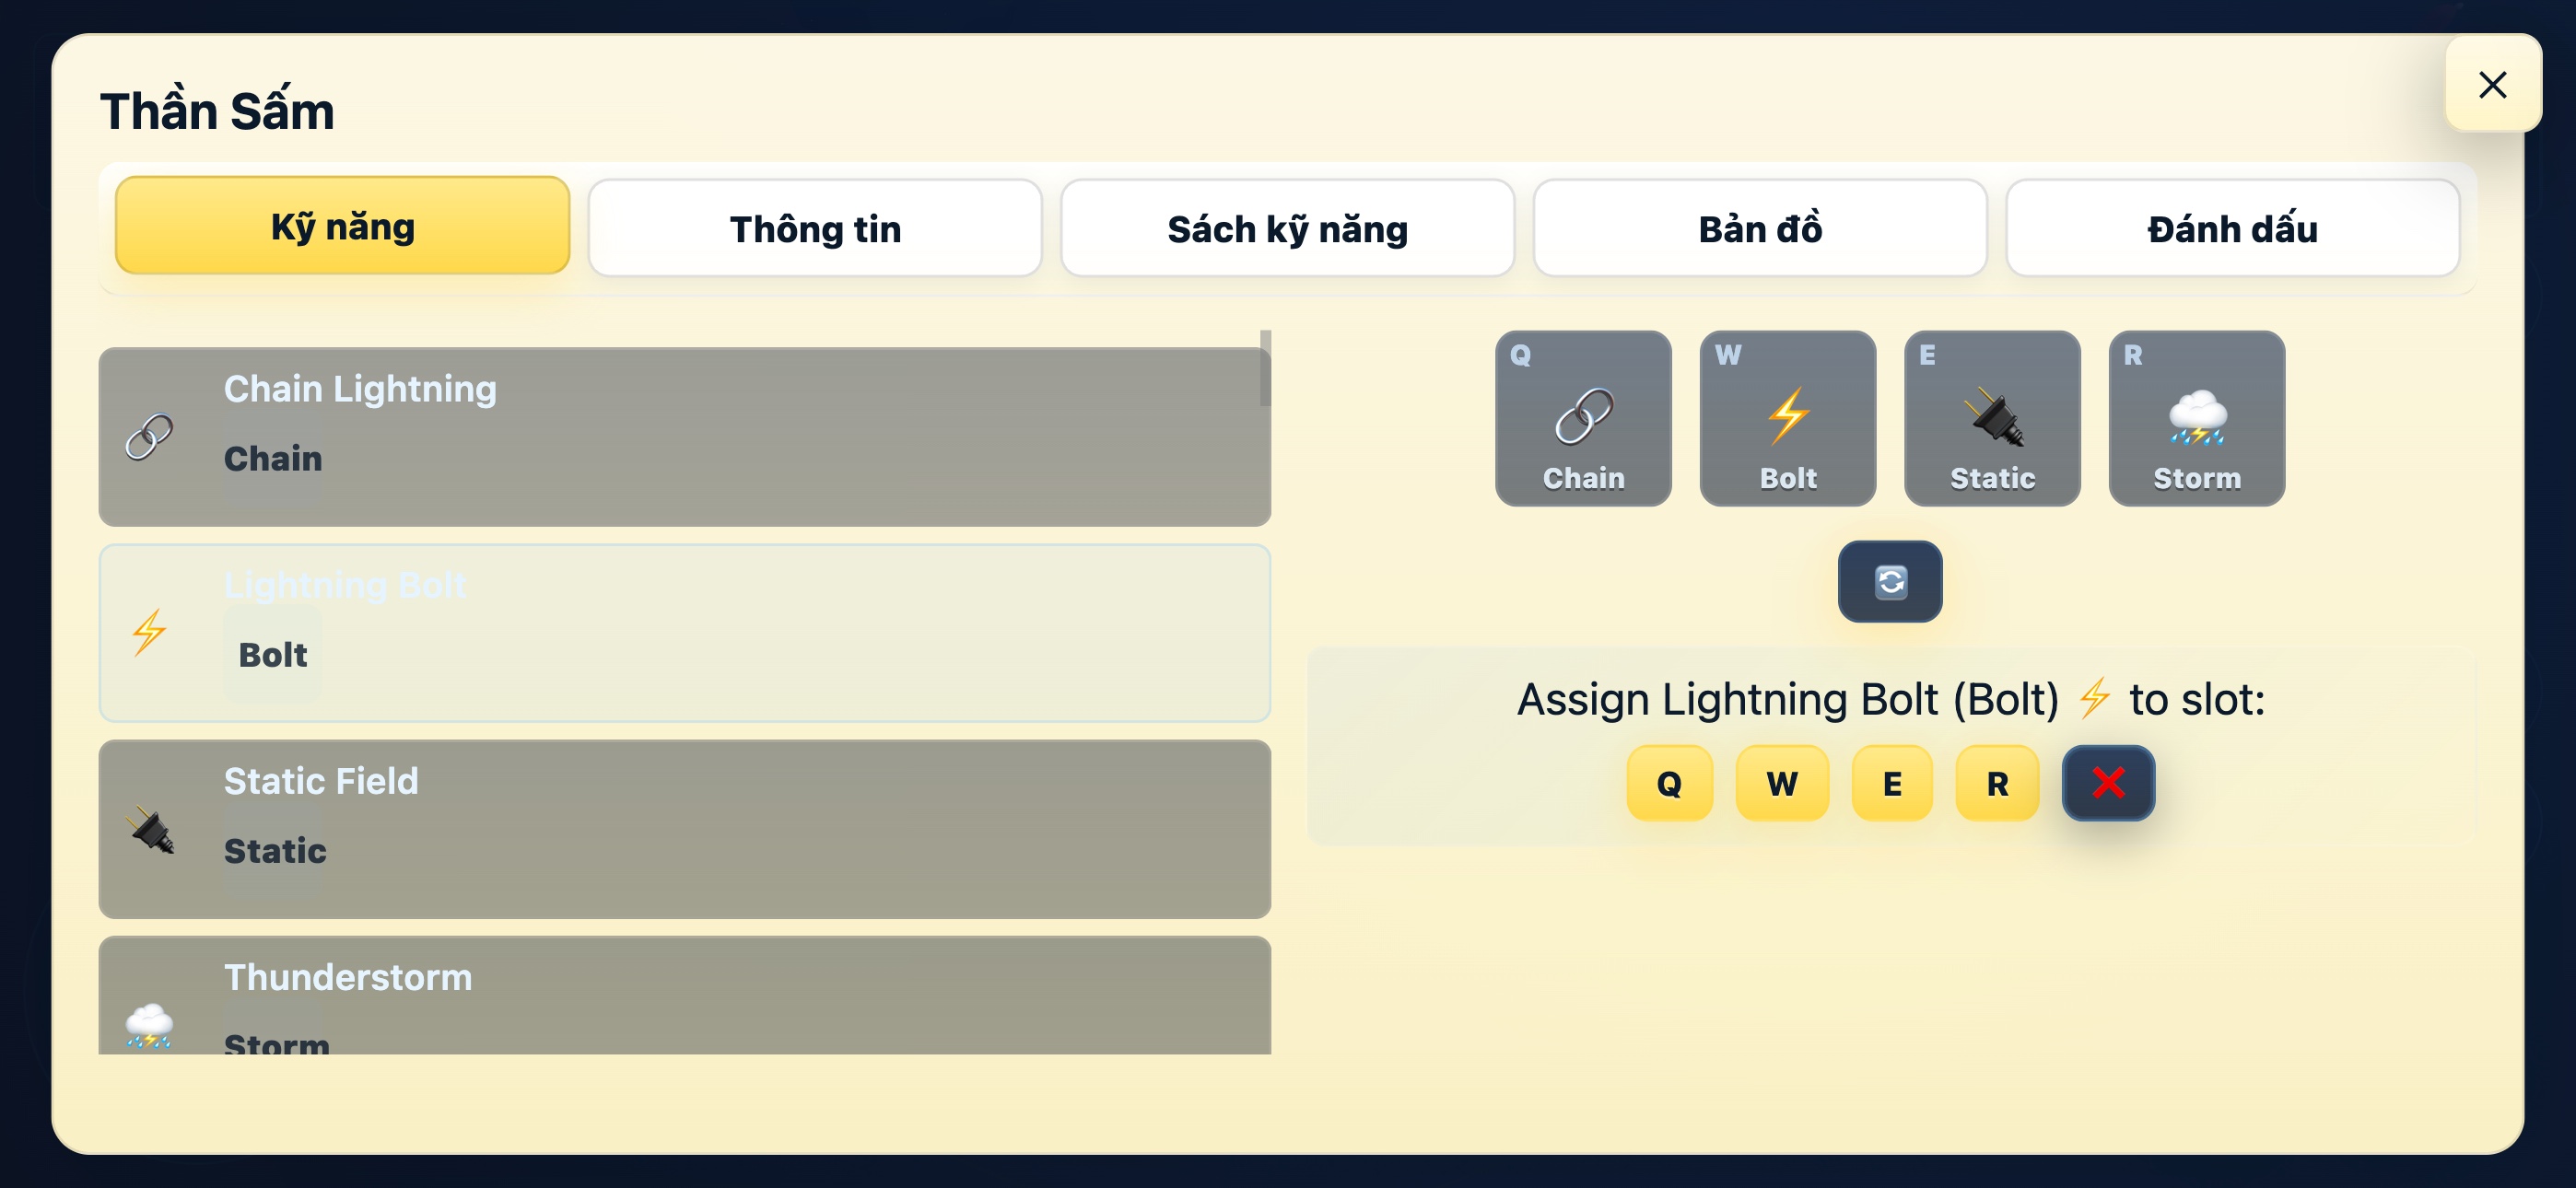 Thần Sấm
Kỹ năng
Thông tin
Sách kỹ năng
Bản đồ
Đánh dấu
Chain Lightning
Chain
Lightning Bolt
Bolt
Static Field
Static
Thunderstorm
Storm
Q
Chain
W
Bolt
E
Static
R
Storm
Assign Lightning Bolt (Bolt) ⚡ to slot:
Q W E R